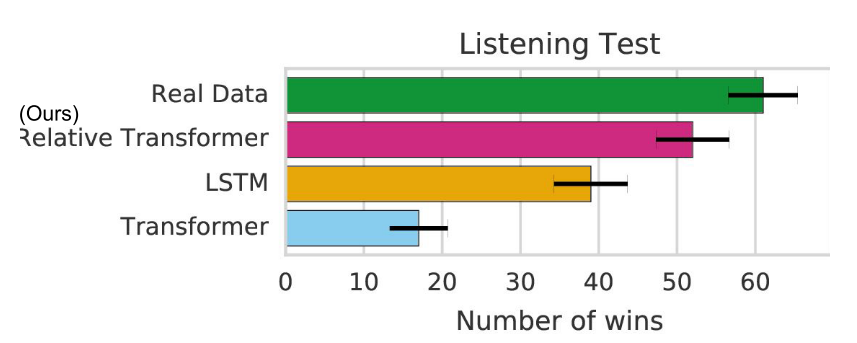 Listening Test
Real Data
(Ours)
Relative Transformer
LSTM
Transformer
0 10 20 30 40 50 60
Number of wins